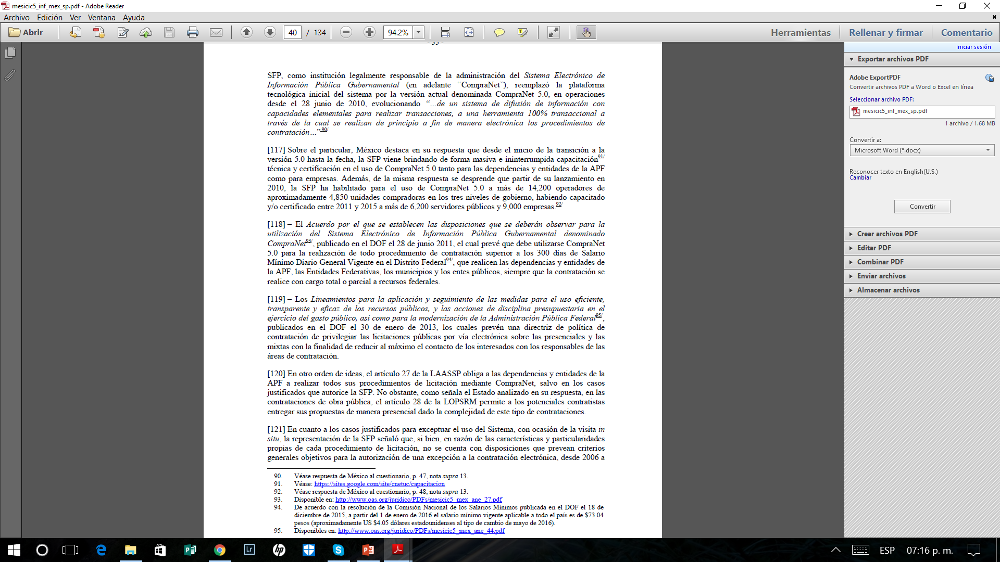 mesicic5_inf_mex_sp.pdf - Adobe Reader
Archivo Edición Ver Ventana Ayuda
Abrir 40 / 134 94.2% Herramientas Rellenar y firmar Comentario
Iniciar sesión
Exportar archivos PDF
Adobe ExportPDF
Convertir archivos PDF a Word o Excel en línea
Seleccionar archivo PDF:
mesicic5_inf_mex_sp.pdf
1 archivo / 1.68 MB
Convertir a:
Microsoft Word (*.docx)
Reconocer texto en English(U.S.)
Cambiar
Convertir
Crear archivos PDF
Editar PDF
Combinar PDF
Enviar archivos
Almacenar archivos
SFP, como institución legalmente responsable de la administración del Sistema Electrónico de
Información Pública Gubernamental (en adelante “CompraNet”), reemplazó la plataforma
tecnológica inicial del sistema por la versión actual denominada CompraNet 5.0, en operaciones
desde el 28 junio de 2010, evolucionando “…de un sistema de difusión de información con
capacidades elementales para realizar transacciones, a una herramienta 100% transaccional a
través de la cual se realizan de principio a fin de manera electrónica los procedimientos de
contratación…” 90/
[117] Sobre el particular, México destaca en su respuesta que desde el inicio de la transición a la
versión 5.0 hasta la fecha, la SFP viene brindando de forma masiva e ininterrumpida capacitación91/
técnica y certificación en el uso de CompraNet 5.0 tanto para las dependencias y entidades de la APF
como para empresas. Además, de la misma respuesta se desprende que partir de su lanzamiento en
2010, la SFP ha habilitado para el uso de CompraNet 5.0 a más de 14,200 operadores de
aproximadamente 4,850 unidades compradoras en los tres niveles de gobierno, habiendo capacitado
y/o certificado entre 2011 y 2015 a más de 6,200 servidores públicos y 9,000 empresas.92/
[118] – El Acuerdo por el que se establecen las disposiciones que se deberán observar para la
utilización del Sistema Electrónico de Información Pública Gubernamental denominado
CompraNet93/, publicado en el DOF el 28 de junio 2011, el cual prevé que debe utilizarse CompraNet
5.0 para la realización de todo procedimiento de contratación superior a los 300 días de Salario
Mínimo Diario General Vigente en el Distrito Federal94/, que realicen las dependencias y entidades de
la APF, las Entidades Federativas, los municipios y los entes públicos, siempre que la contratación se
realice con cargo total o parcial a recursos federales.
[119] – Los Lineamientos para la aplicación y seguimiento de las medidas para el uso eficiente,
transparente y eficaz de los recursos públicos, y las acciones de disciplina presupuestaria en el
ejercicio del gasto público, así como para la modernización de la Administración Pública Federal95/,
publicados en el DOF el 30 de enero de 2013, los cuales prevén una directriz de política de
contratación de privilegiar las licitaciones públicas por vía electrónica sobre las presenciales y las
mixtas con la finalidad de reducir al máximo el contacto de los interesados con los responsables de las
áreas de contratación.
[120] En otro orden de ideas, el artículo 27 de la LAASSP obliga a las dependencias y entidades de la
APF a realizar todos sus procedimientos de licitación mediante CompraNet, salvo en los casos
justificados que autorice la SFP. No obstante, como señala el Estado analizado en su respuesta, en las
contrataciones de obra pública, el artículo 28 de la LOPSRM permite a los potenciales contratistas
entregar sus propuestas de manera presencial dado la complejidad de este tipo de contrataciones.
[121] En cuanto a los casos justificados para exceptuar el uso del Sistema, con ocasión de la visita in
situ, la representación de la SFP señaló que, si bien, en razón de las características y particularidades
propias de cada procedimiento de licitación, no se cuenta con disposiciones que prevean criterios
generales objetivos para la autorización de una excepción a la contratación electrónica, desde 2006 a
90. Véase respuesta de México al cuestionario, p. 47, nota supra 13.
91. Véase: https://sites.google.com/site/cnetuc/capacitacion
92. Véase respuesta de México al cuestionario, p. 48, nota supra 13.
93. Disponible en: http://www.oas.org/juridico/PDFs/mesicic5_mex_ane_27.pdf
94. De acuerdo con la resolución de la Comisión Nacional de los Salarios Mínimos publicada en el DOF el 18 de
diciembre de 2015, a partir del 1 de enero de 2016 el salario mínimo vigente aplicable a todo el país es de $73.04
pesos (aproximadamente US $4.05 dólares estadounidenses al tipo de cambio de mayo de 2016).
95. Disponibles en: http://www.oas.org/juridico/PDFs/mesicic5_mex_ane_44.pdf
Lr hp ESP 07:16 p. m.